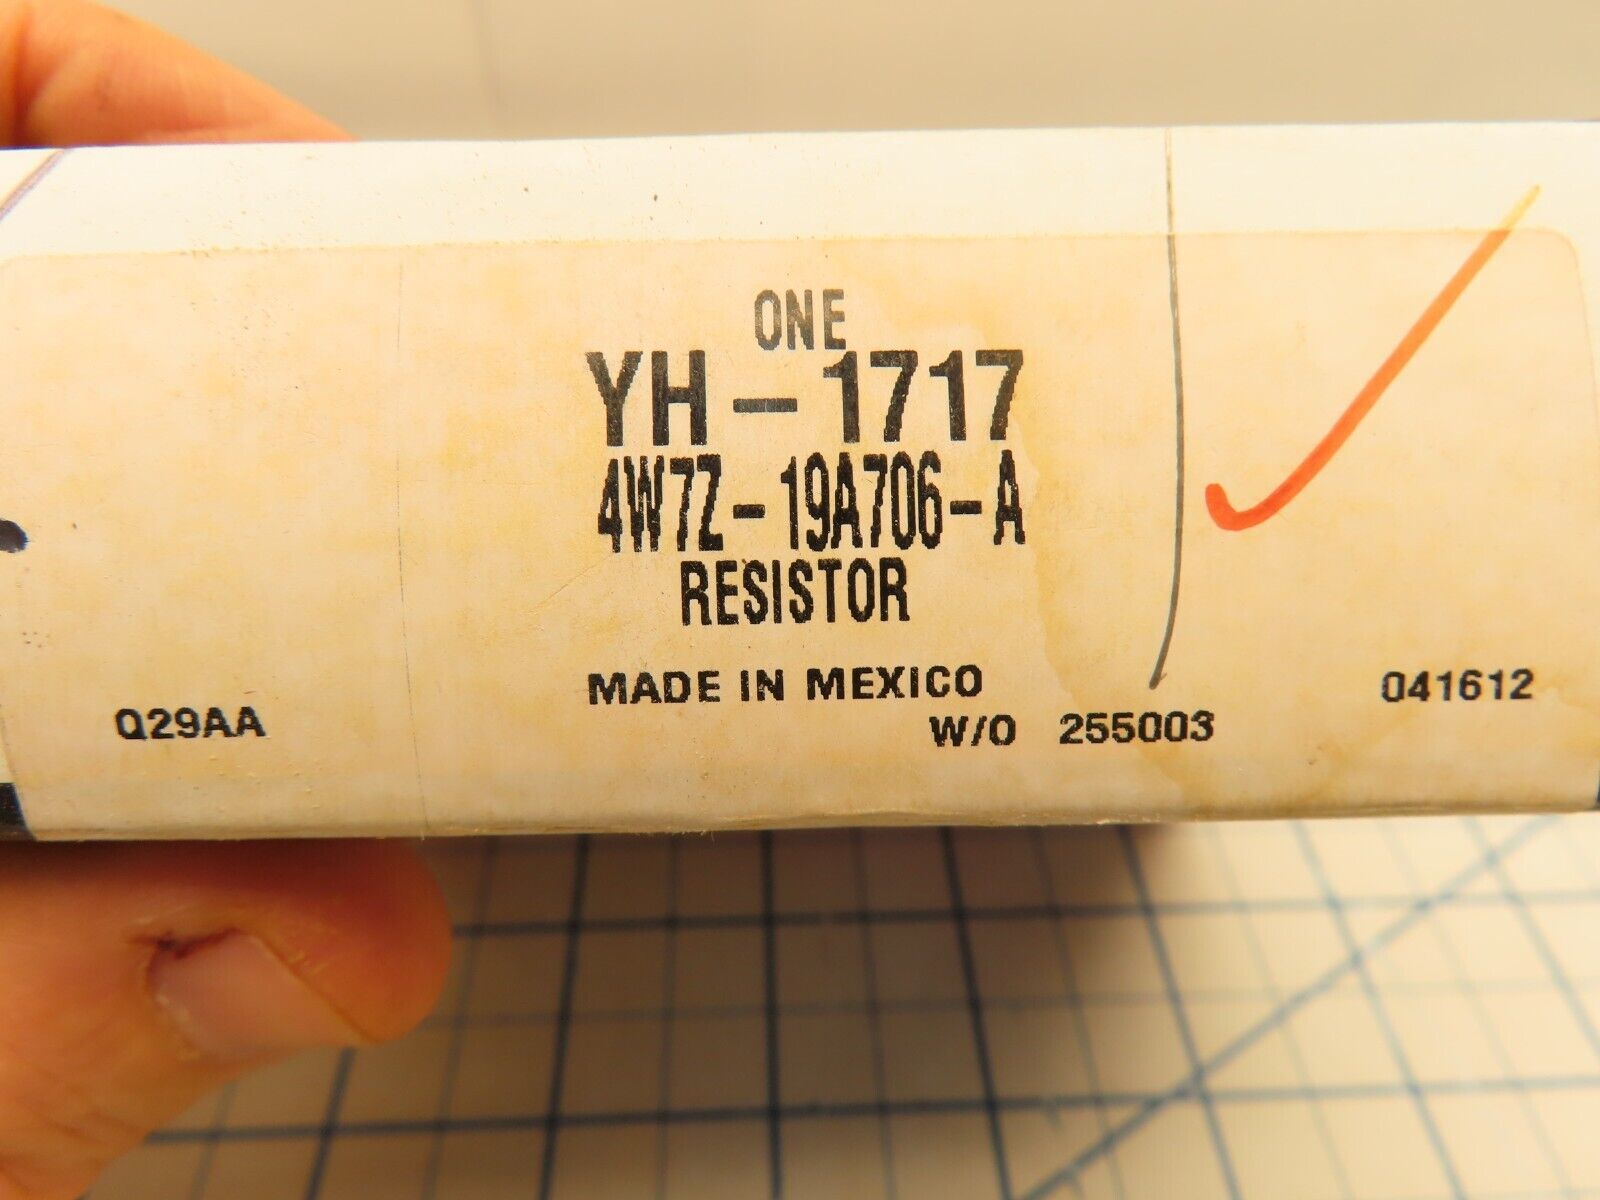 ONE
YH-1717
4W7Z-19A706-A
RESISTOR
MADE IN MEXICO
041612
Q29AA
W/O 255003